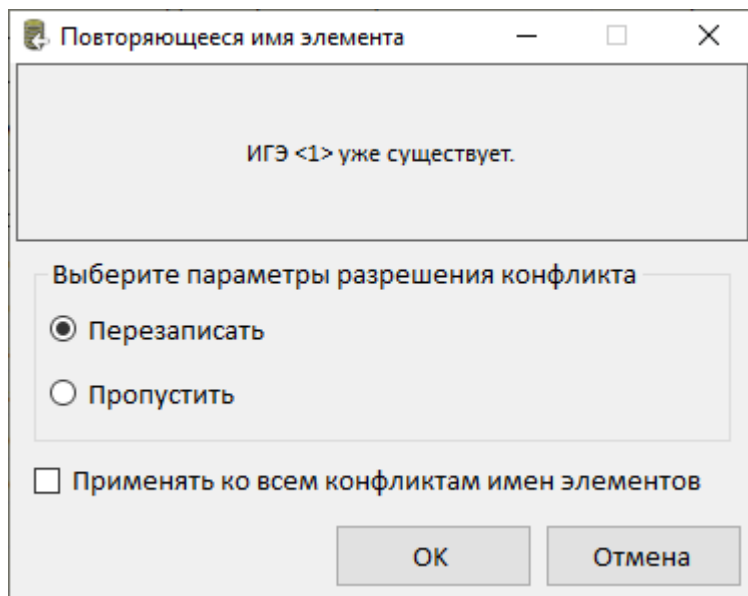 Повторяющееся имя элемента
ИГЭ <1> уже существует.
Выберите параметры разрешения конфликта
Перезаписать
Пропустить
Применять ко всем конфликтам имен элементов
OK
Отмена